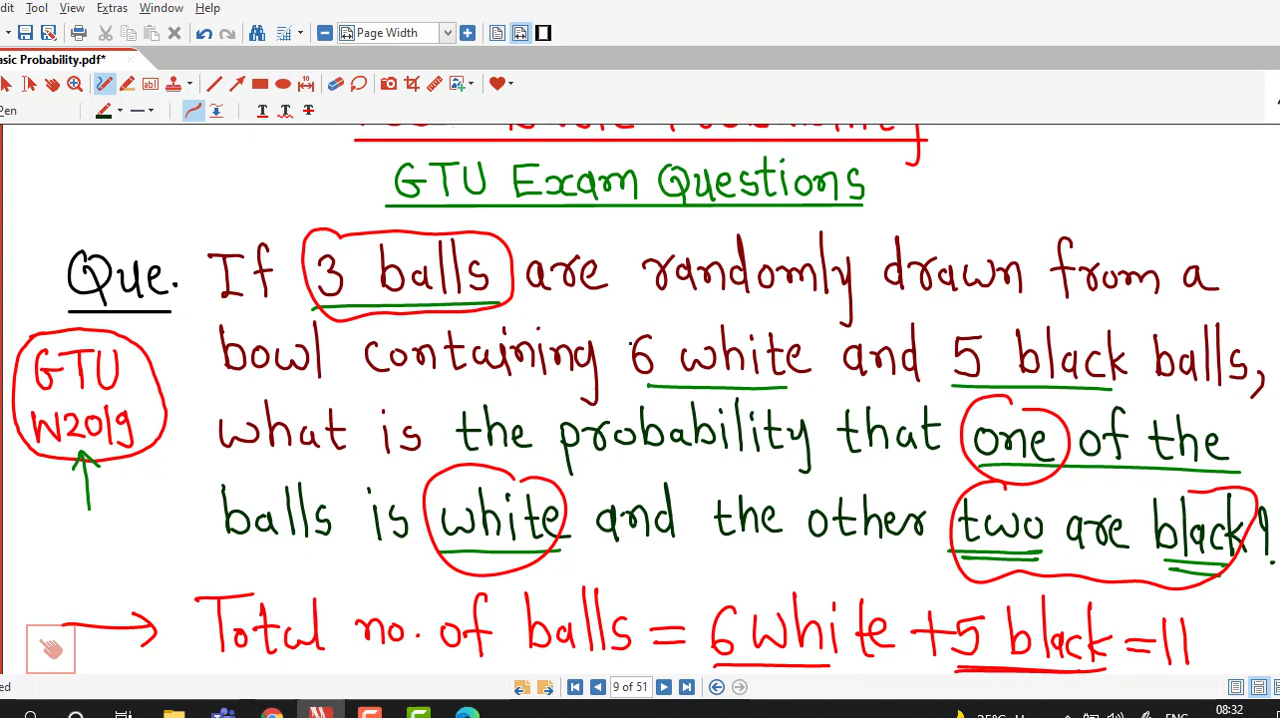 dit Tool View Extras Window Help
Page Width
asic Probability.pdf*
Pen
GTU Exam Questions
Que. If 3 balls are randomly drawn from a
bowl containing 6 white and 5 black balls,
GTU
W2019
what is the probability that one of the
balls is white and the other two are black?
→ Total no. of balls = 6 white + 5 black = 11
9 of 51
08:32
ENG